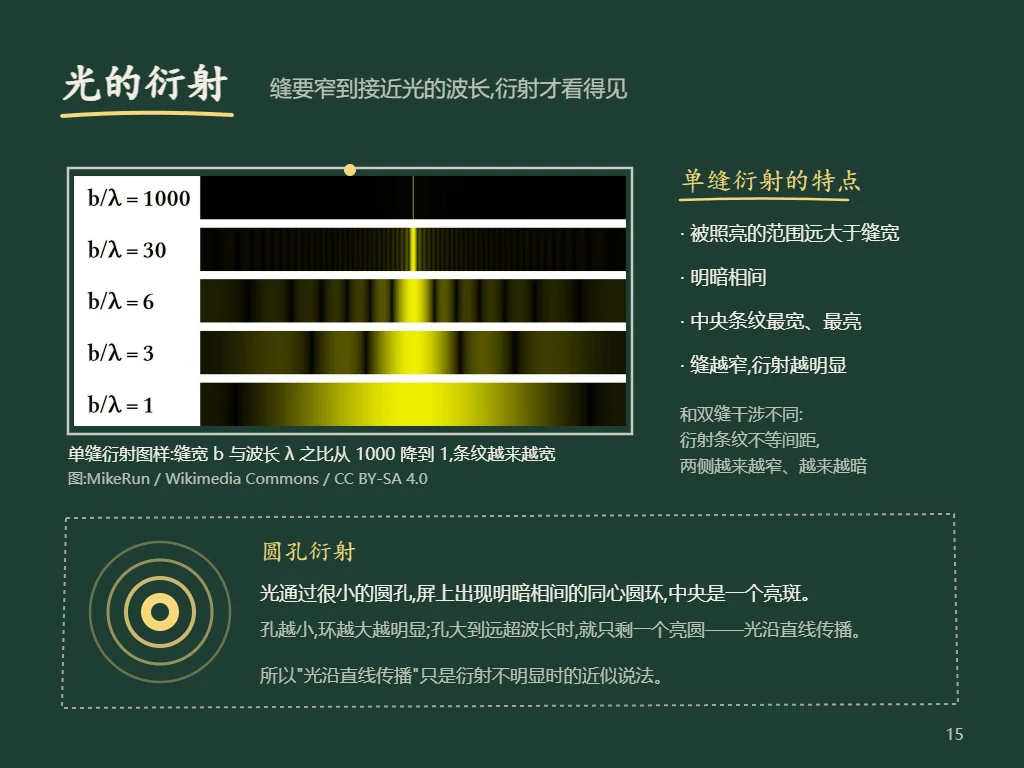 光的衍射
缝要窄到接近光的波长,衍射才看得见
b/λ = 1000
b/λ = 30
b/λ = 6
b/λ = 3
b/λ = 1
单缝衍射图样:缝宽 b 与波长 λ 之比从 1000 降到 1,条纹越来越宽
图:MikeRun / Wikimedia Commons / CC BY-SA 4.0
单缝衍射的特点
· 被照亮的范围远大于缝宽
· 明暗相间
· 中央条纹最宽、最亮
· 缝越窄,衍射越明显
和双缝干涉不同:
衍射条纹不等间距,
两侧越来越窄、越来越暗
圆孔衍射
光通过很小的圆孔,屏上出现明暗相间的同心圆环,中央是一个亮斑。
孔越小,环越大越明显;孔大到远超波长时,就只剩一个亮圆——光沿直线传播。
所以"光沿直线传播"只是衍射不明显时的近似说法。
15